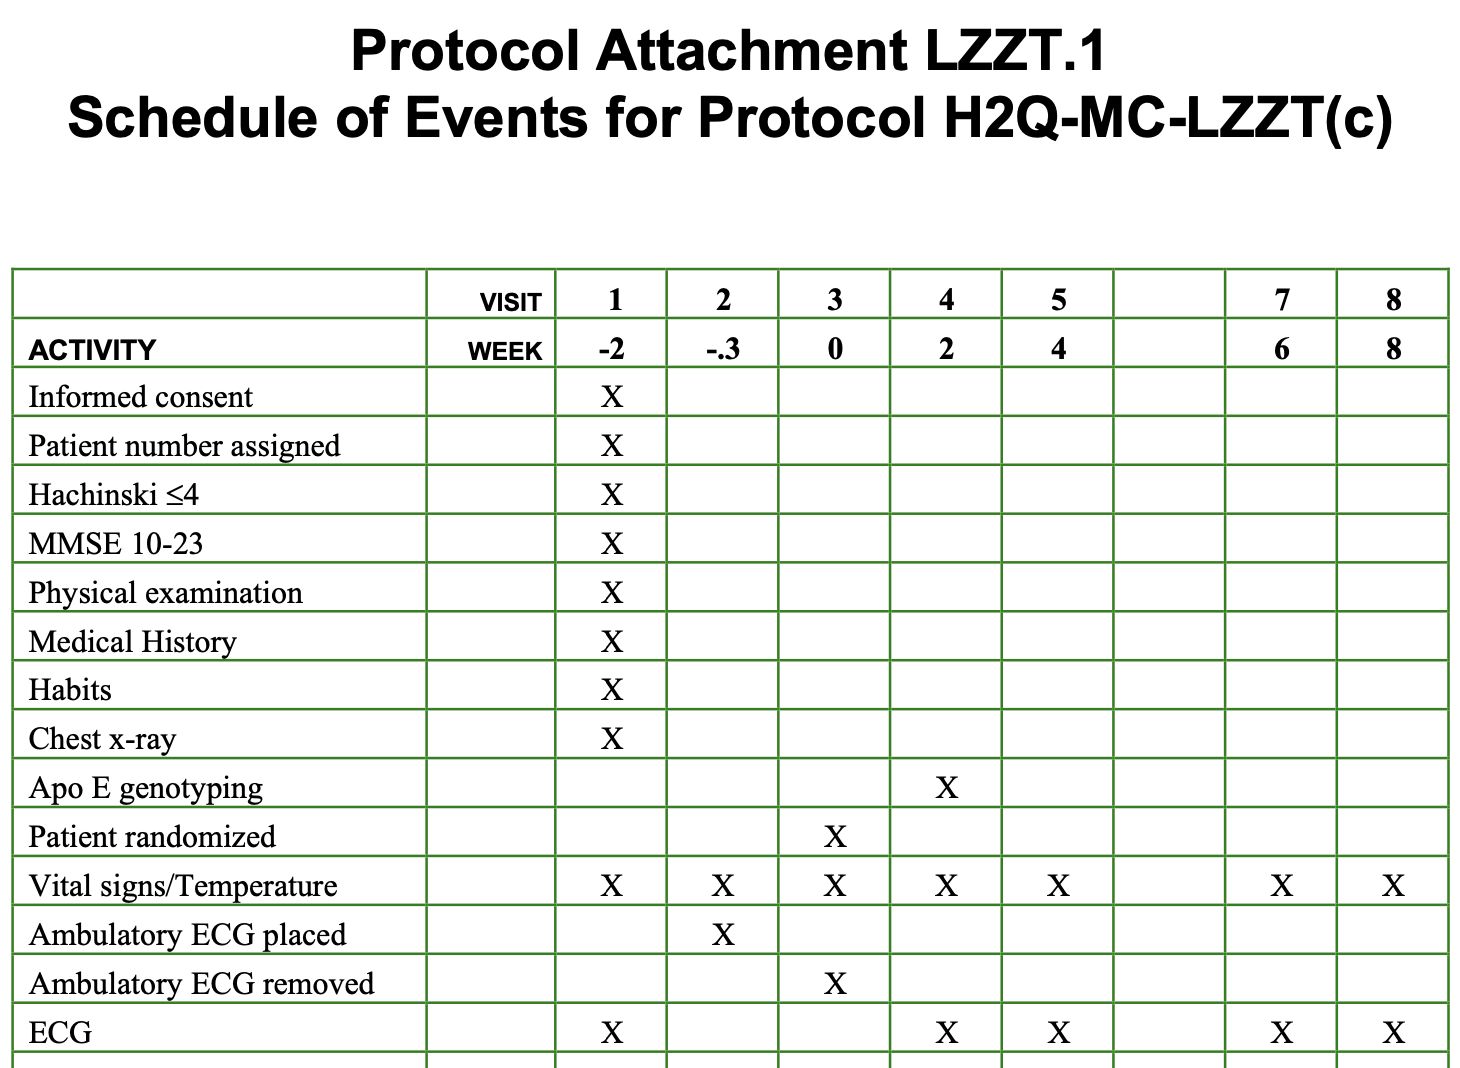 Protocol Attachment LZZT.1
Schedule of Events for Protocol H2Q-MC-LZZT(c)
VISIT 1 2 3 4 5 7 8
ACTIVITY WEEK -2 -.3 0 2 4 6 8
Informed consent X
Patient number assigned X
Hachinski ≤4 X
MMSE 10-23 X
Physical examination X
Medical History X
Habits X
Chest x-ray X
Apo E genotyping X
Patient randomized X
Vital signs/Temperature X X X X X X X
Ambulatory ECG placed X
Ambulatory ECG removed X
ECG X X X X X